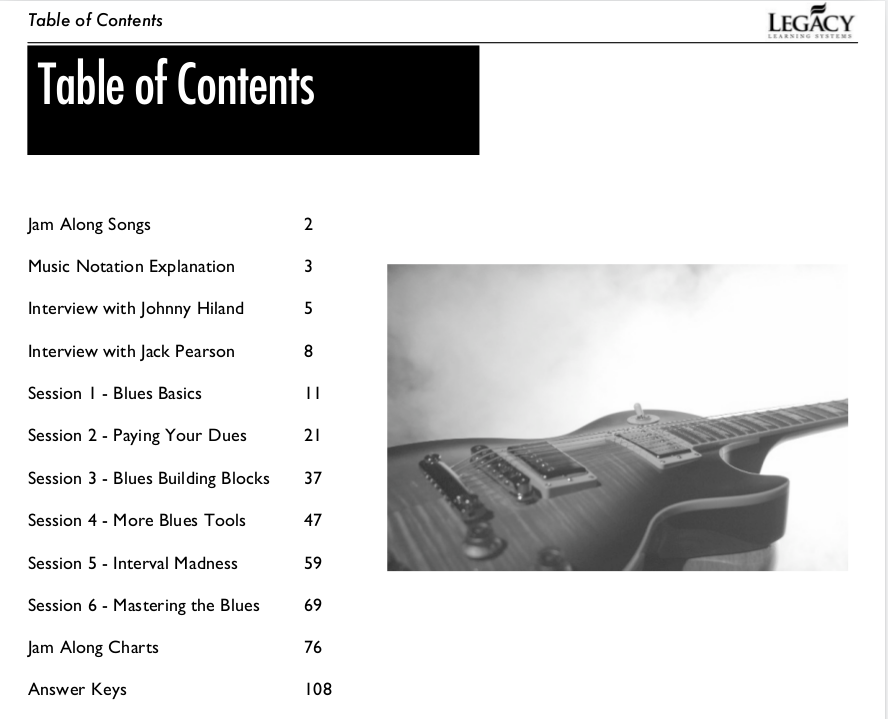 Table of Contents
LEGACY
LEARNING SYSTEMS
Table of Contents
Jam Along Songs 2
Music Notation Explanation 3
Interview with Johnny Hiland 5
Interview with Jack Pearson 8
Session 1 - Blues Basics 11
Session 2 - Paying Your Dues 21
Session 3 - Blues Building Blocks 37
Session 4 - More Blues Tools 47
Session 5 - Interval Madness 59
Session 6 - Mastering the Blues 69
Jam Along Charts 76
Answer Keys 108